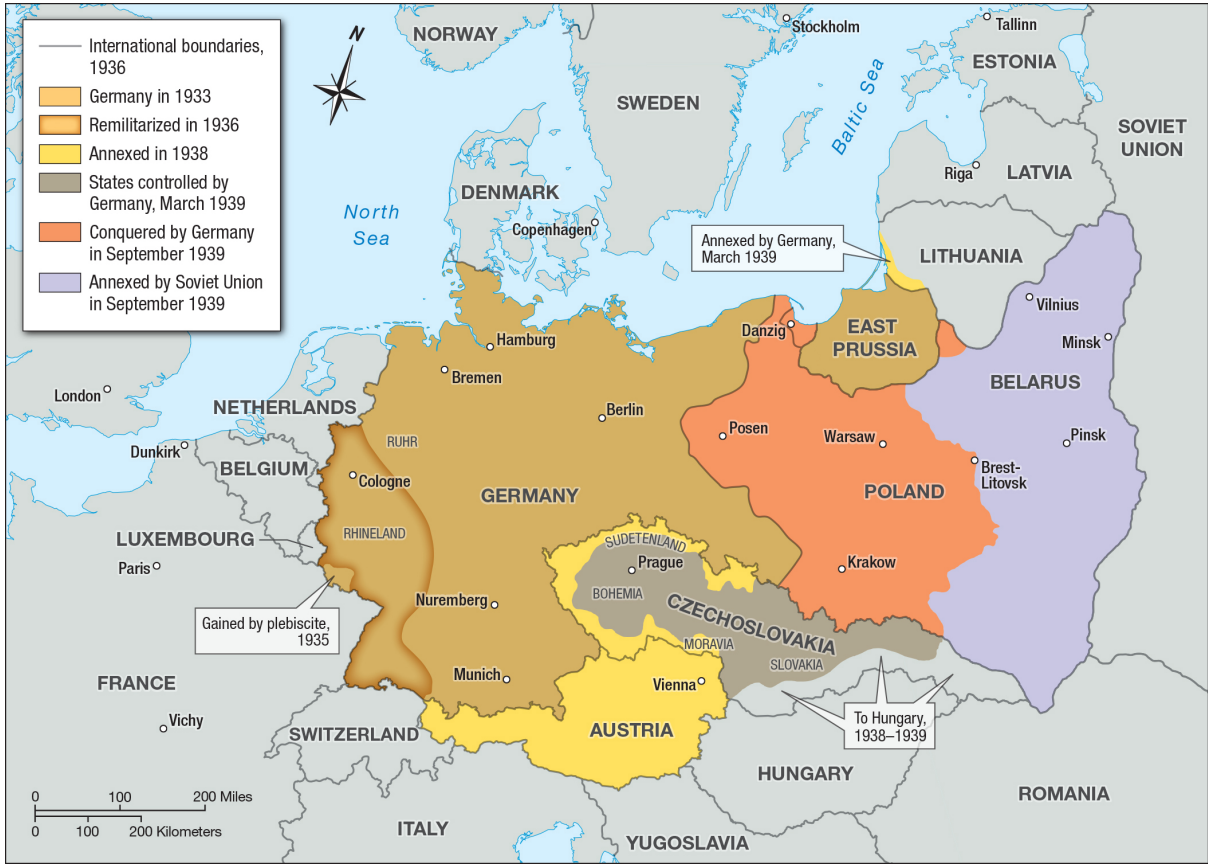 International boundaries,
1936
Germany in 1933
Remilitarized in 1936
Annexed in 1938
States controlled by
Germany, March 1939
Conquered by Germany
in September 1939
Annexed by Soviet Union
in September 1939
N
NORWAY
Stockholm
Tallinn
ESTONIA
SWEDEN
Baltic Sea
SOVIET
UNION
Riga
LATVIA
DENMARK
North
Sea
Copenhagen
Annexed by Germany,
March 1939
LITHUANIA
Vilnius
Danzig
EAST
PRUSSIA
Minsk
Hamburg
Bremen
BELARUS
London
NETHERLANDS
Berlin
RUHR
Posen
Warsaw
Pinsk
Dunkirk
BELGIUM
Cologne
Brest-
Litovsk
GERMANY
POLAND
RHINELAND
LUXEMBOURG
SUDETENLAND
Paris
Prague
Krakow
BOHEMIA
Nuremberg
CZECHOSLOVAKIA
Gained by plebiscite,
1935
MORAVIA
SLOVAKIA
FRANCE
Munich
Vienna
Vichy
SWITZERLAND
AUSTRIA
To Hungary,
1938–1939
HUNGARY
ROMANIA
0 100 200 Miles
0 100 200 Kilometers
ITALY
YUGOSLAVIA